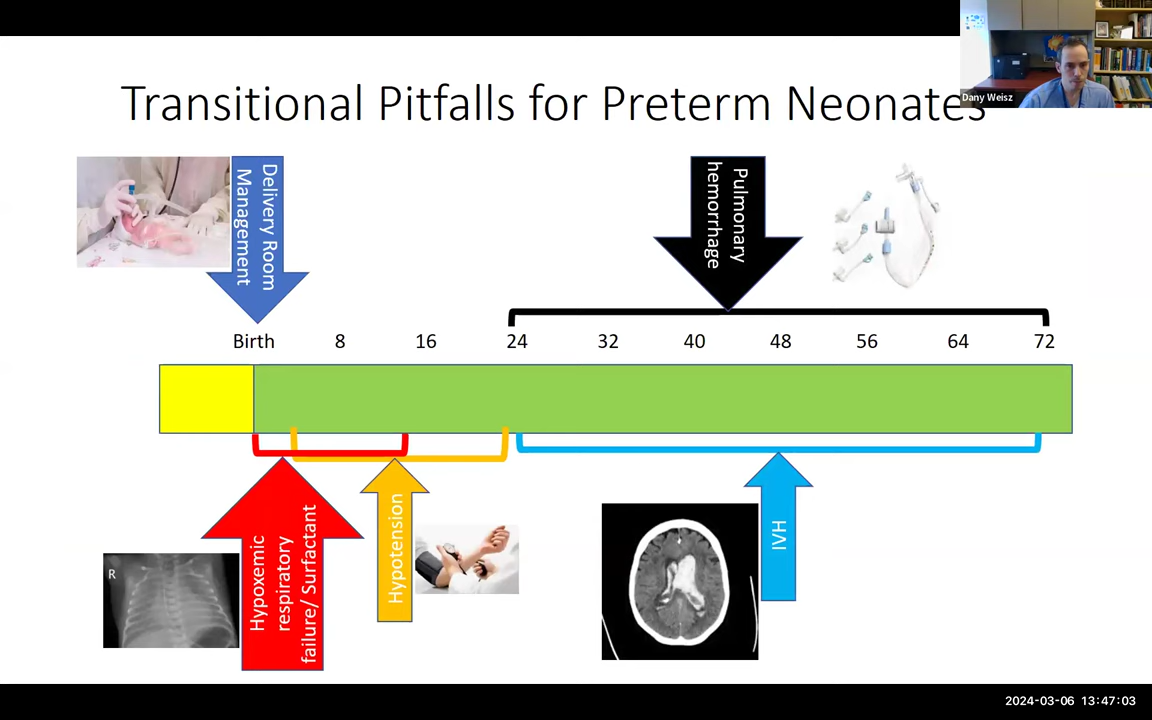 Transitional Pitfalls for Preterm Neonates
Dany Weisz
Delivery Room
Management
Pulmonary
hemorrhage
Birth 8 16 24 32 40 48 56 64 72
Hypoxemic
respiratory
failure/ Surfactant
Hypotension
IVH
R
2024-03-06 13:47:03